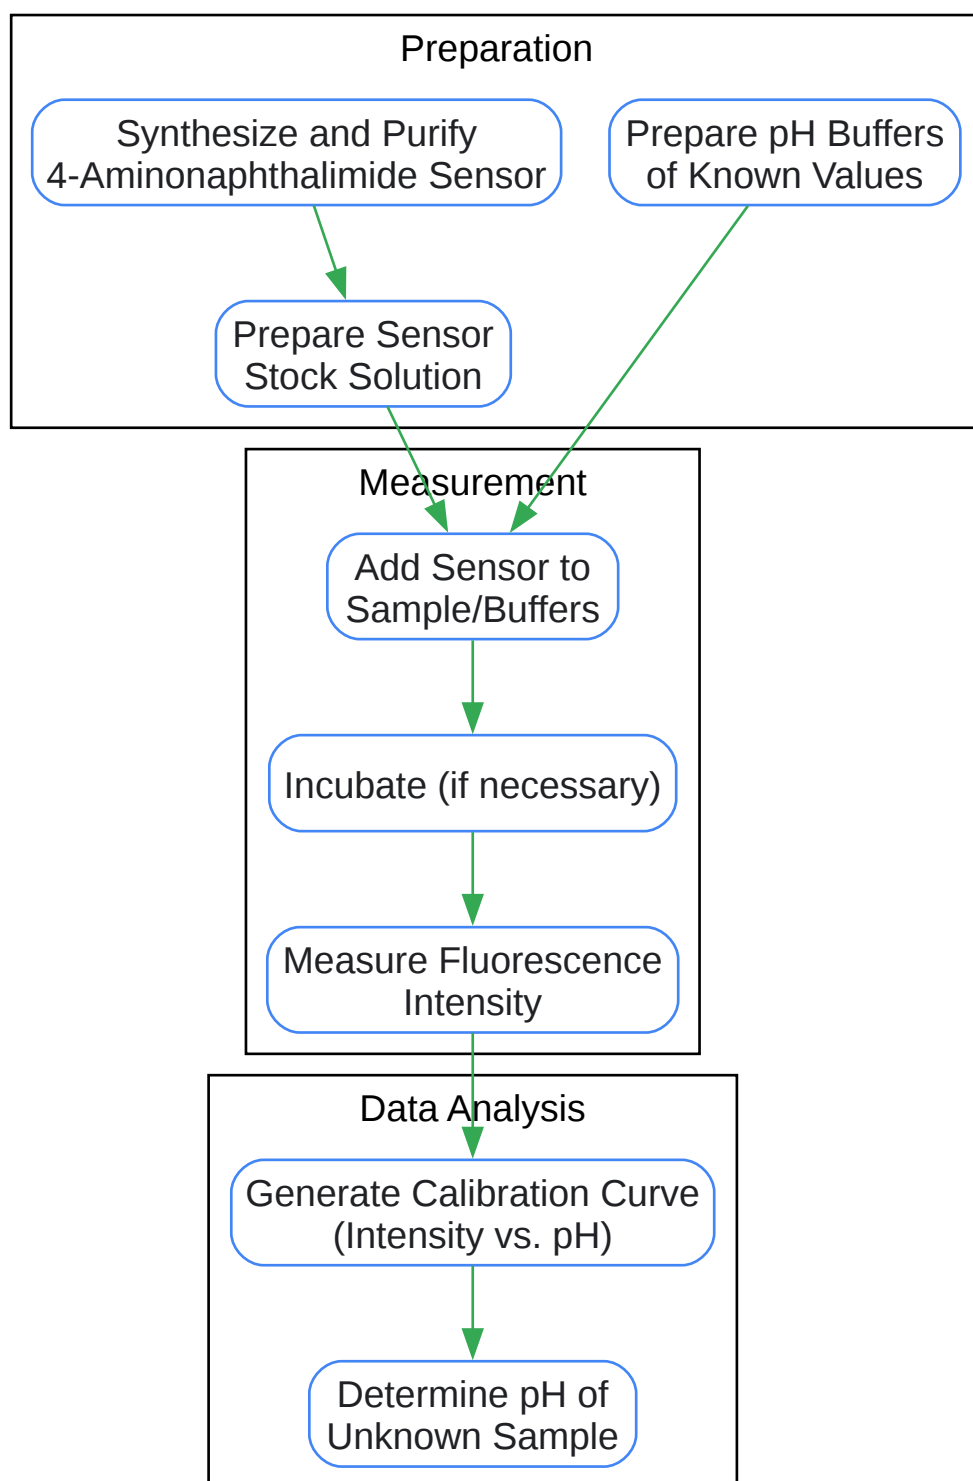 Preparation
Synthesize and Purify
4-Aminonaphthalimide Sensor
Prepare pH Buffers
of Known Values
Prepare Sensor
Stock Solution
Measurement
Add Sensor to
Sample/Buffers
Incubate (if necessary)
Measure Fluorescence
Intensity
Data Analysis
Generate Calibration Curve
(Intensity vs. pH)
Determine pH of
Unknown Sample